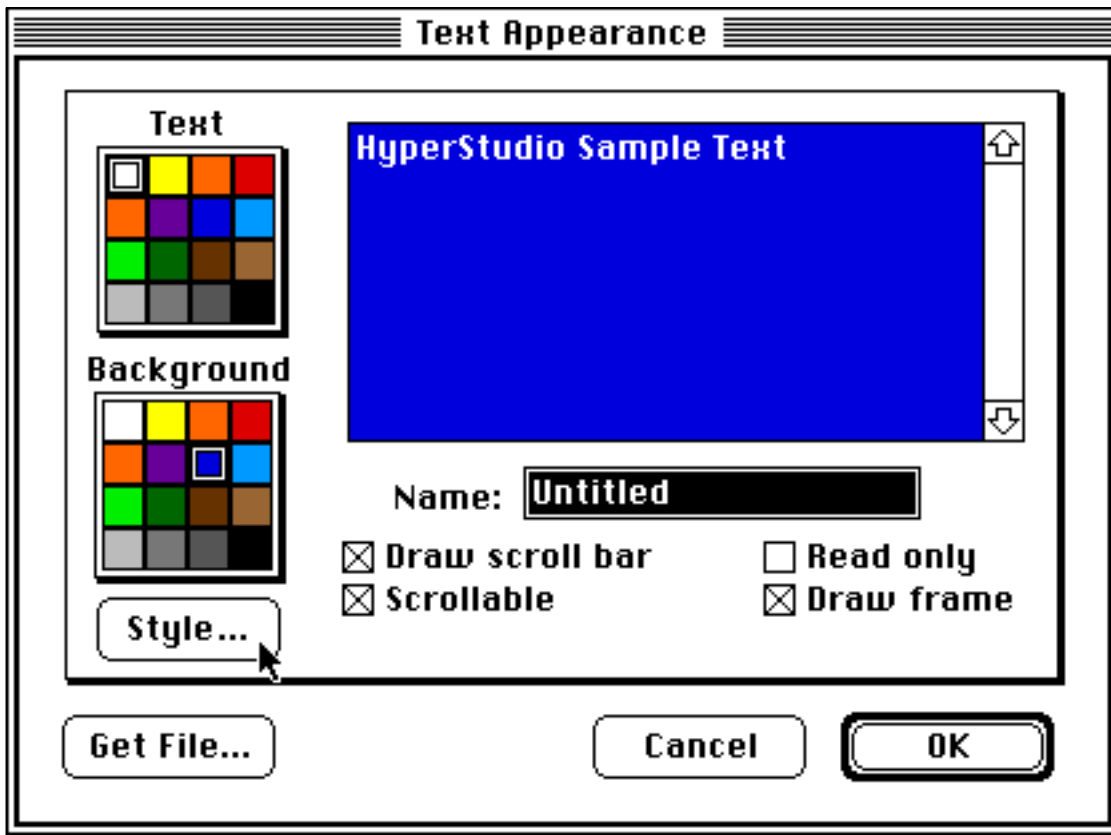 Text Appearance
Text
HyperStudio Sample Text
Background
Name: Untitled
Draw scroll bar
Read only
Scrollable
Draw frame
Style...
Get File...
Cancel
OK